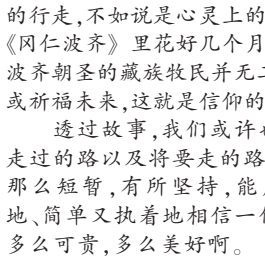 的行走,不如说是心灵上的
《冈仁波齐》里花好几个月
波齐朝圣的藏族牧民并无二
或祈福未来,这就是信仰的
透过故事,我们或许也
走过的路以及将要走的路
那么短暂,有所坚持,能
地、简单又执着地相信一
多么可贵,多么美好啊。